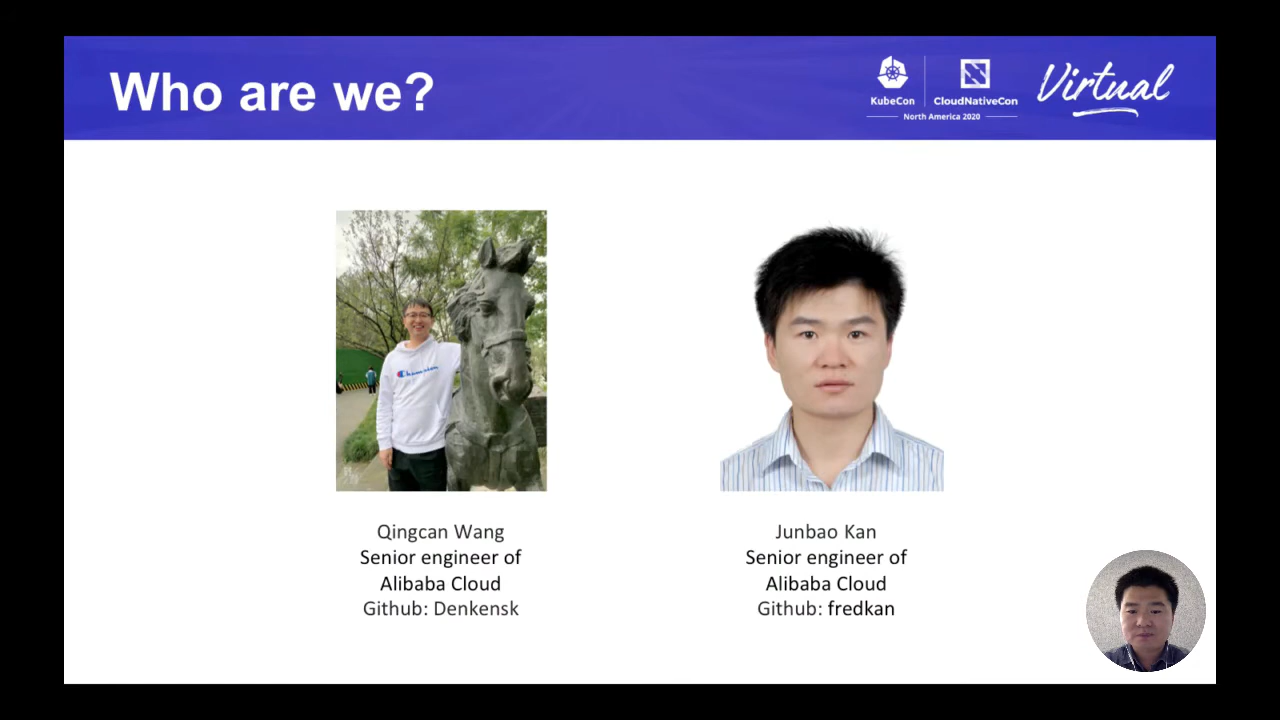 Who are we?
KubeCon
CloudNativeCon
North America 2020
Virtual
Champion
Qingcan Wang
Senior engineer of
Alibaba Cloud
Github: Denkensk
Junbao Kan
Senior engineer of
Alibaba Cloud
Github: fredkan